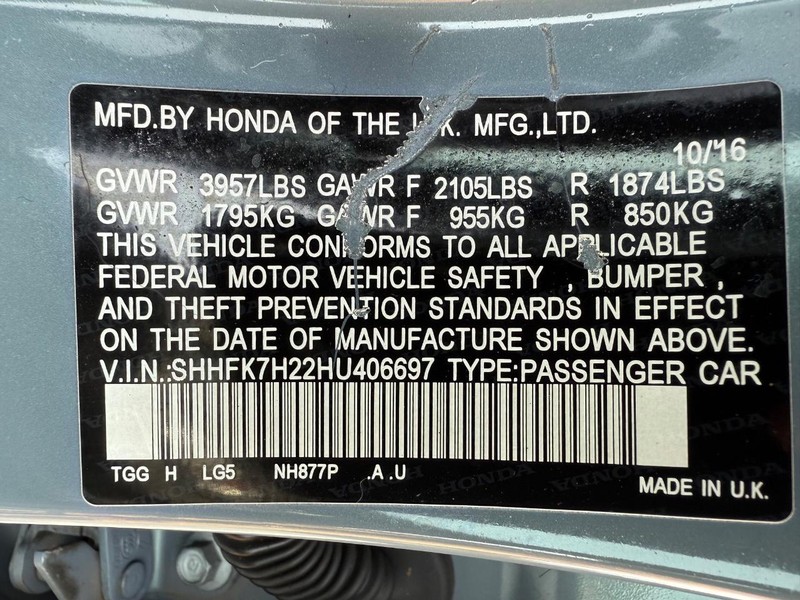 MFD.BY HONDA OF THE U.K. MFG.,LTD.
10/16
GVWR 3957LBS GAWR F 2105LBS R 1874LBS
GVWR 1795KG GAWR F 955KG R 850KG
THIS VEHICLE CONFORMS TO ALL APPLICABLE
FEDERAL MOTOR VEHICLE SAFETY , BUMPER ,
AND THEFT PREVENTION STANDARDS IN EFFECT
ON THE DATE OF MANUFACTURE SHOWN ABOVE.
V.I.N.:SHHFK7H22HU406697 TYPE:PASSENGER CAR
TGG H LG5 NH877P .A .U
MADE IN U.K.